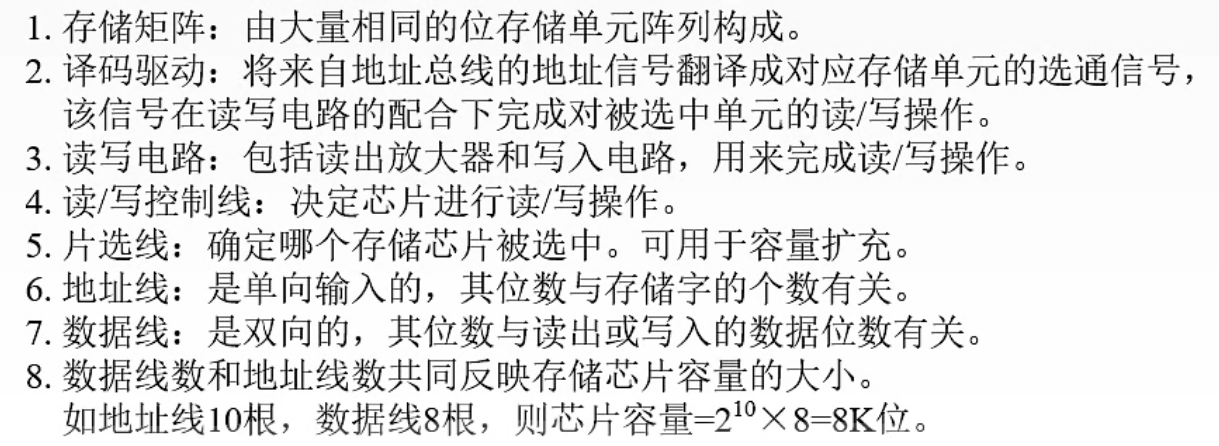 1. 存储矩阵：由大量相同的位存储单元阵列构成。
2. 译码驱动：将来自地址总线的地址信号翻译成对应存储单元的选通信号，
该信号在读写电路的配合下完成对被选中单元的读/写操作。
3. 读写电路：包括读出放大器和写入电路，用来完成读/写操作。
4. 读/写控制线：决定芯片进行读/写操作。
5. 片选线：确定哪个存储芯片被选中。可用于容量扩充。
6. 地址线：是单向输入的，其位数与存储字的个数有关。
7. 数据线：是双向的，其位数与读出或写入的数据位数有关。
8. 数据线数和地址线数共同反映存储芯片容量的大小。
如地址线10根，数据线8根，则芯片容量=2¹⁰×8=8K位。